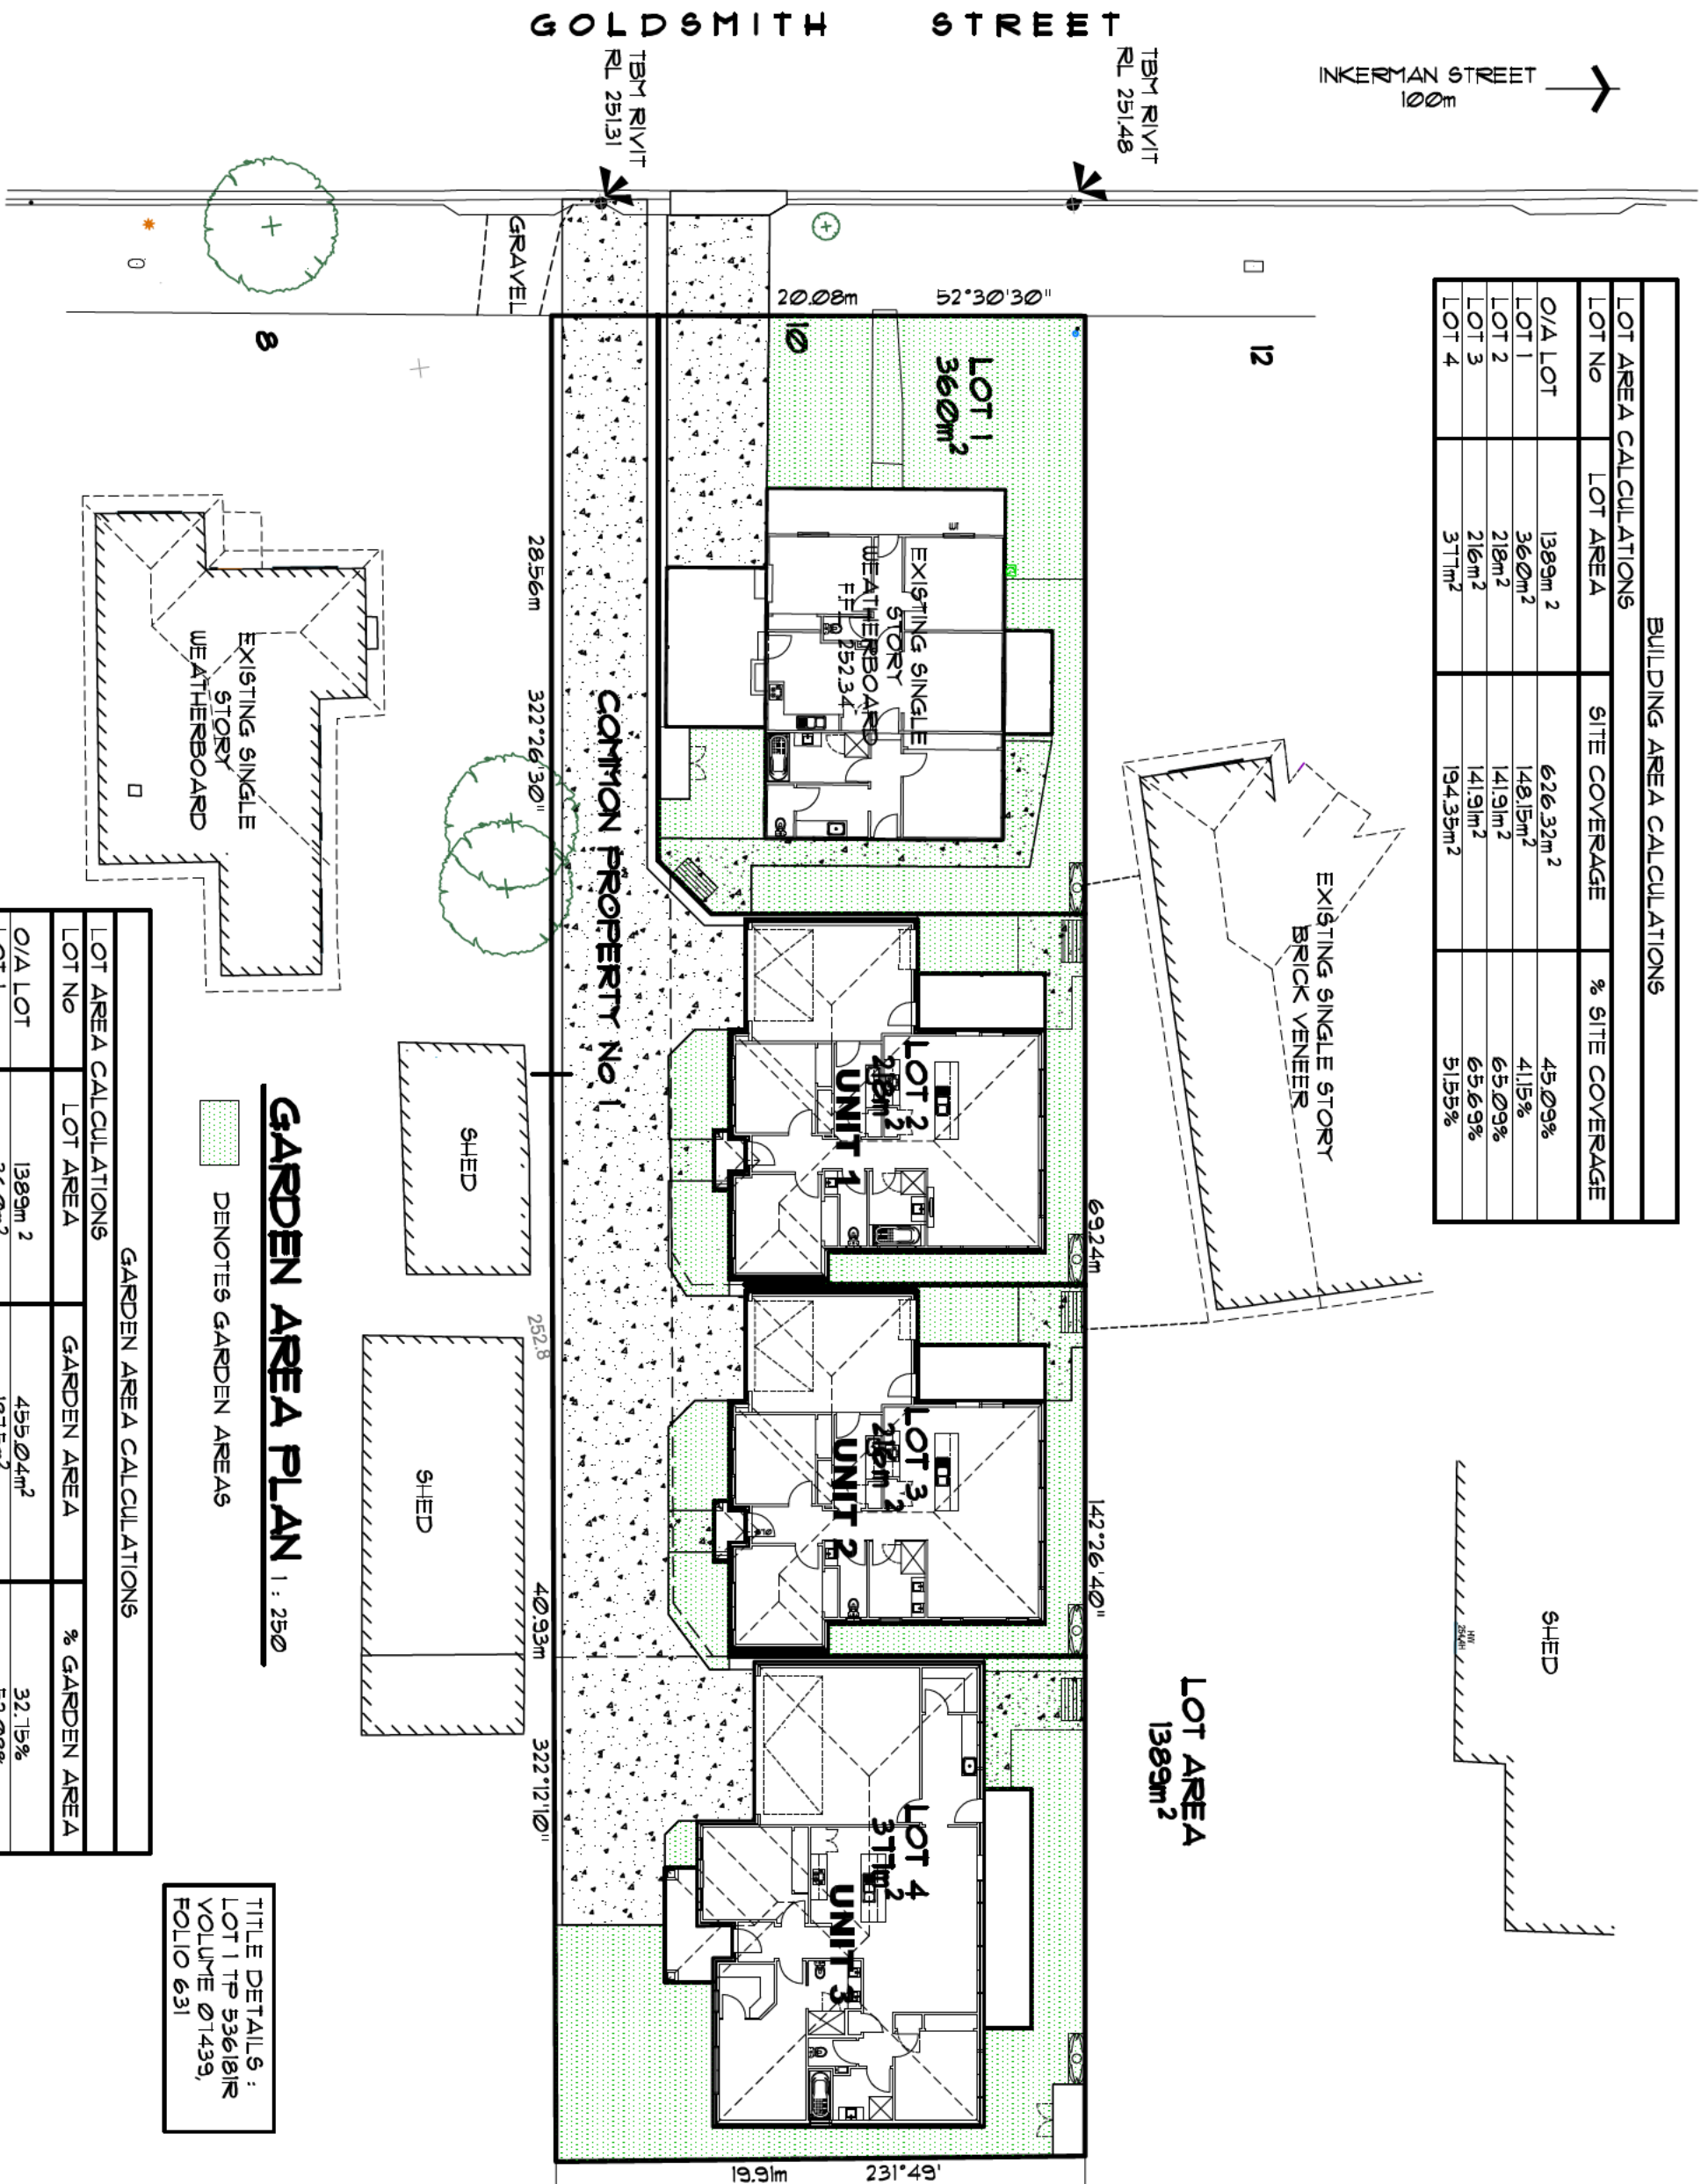 GOLDSMITH STREET
TBM RIVIT
RL 251.31
TBM RIVIT
RL 251.48
INKERMAN STREET
100m
BUILDING AREA CALCULATIONS
LOT AREA CALCULATIONS
LOT No LOT AREA SITE COVERAGE % SITE COVERAGE
O/A LOT 1389m² 626.32m² 45.09%
LOT 1 360m² 148.15m² 41.15%
LOT 2 218m² 141.91m² 65.09%
LOT 3 216m² 141.91m² 65.69%
LOT 4 377m² 194.35m² 51.55%
GRAVEL
20.08m 52°30'30"
8
10
12
LOT 1
360m²
EXISTING SINGLE
STORY
WEATHERBOARD
FFL 252.34
28.56m 322°26'30"
COMMON PROPERTY No 1
EXISTING SINGLE
STORY
WEATHERBOARD
EXISTING SINGLE STORY
BRICK VENEER
LOT 2
218m²
UNIT 1
69.24m 142°26'40"
LOT 3
216m²
UNIT 2
SHED
SHED
252.8
40.93m 322°12'10"
SHED
HW
LOT AREA
1389m²
LOT 4
377m²
UNIT 3
19.91m 231°49'
GARDEN AREA PLAN 1 : 250
DENOTES GARDEN AREAS
GARDEN AREA CALCULATIONS
LOT AREA CALCULATIONS
LOT No LOT AREA GARDEN AREA % GARDEN AREA
O/A LOT 1389m² 455.04m² 32.75%
TITLE DETAILS :
LOT 1 TP 536181R
VOLUME 07439,
FOLIO 631